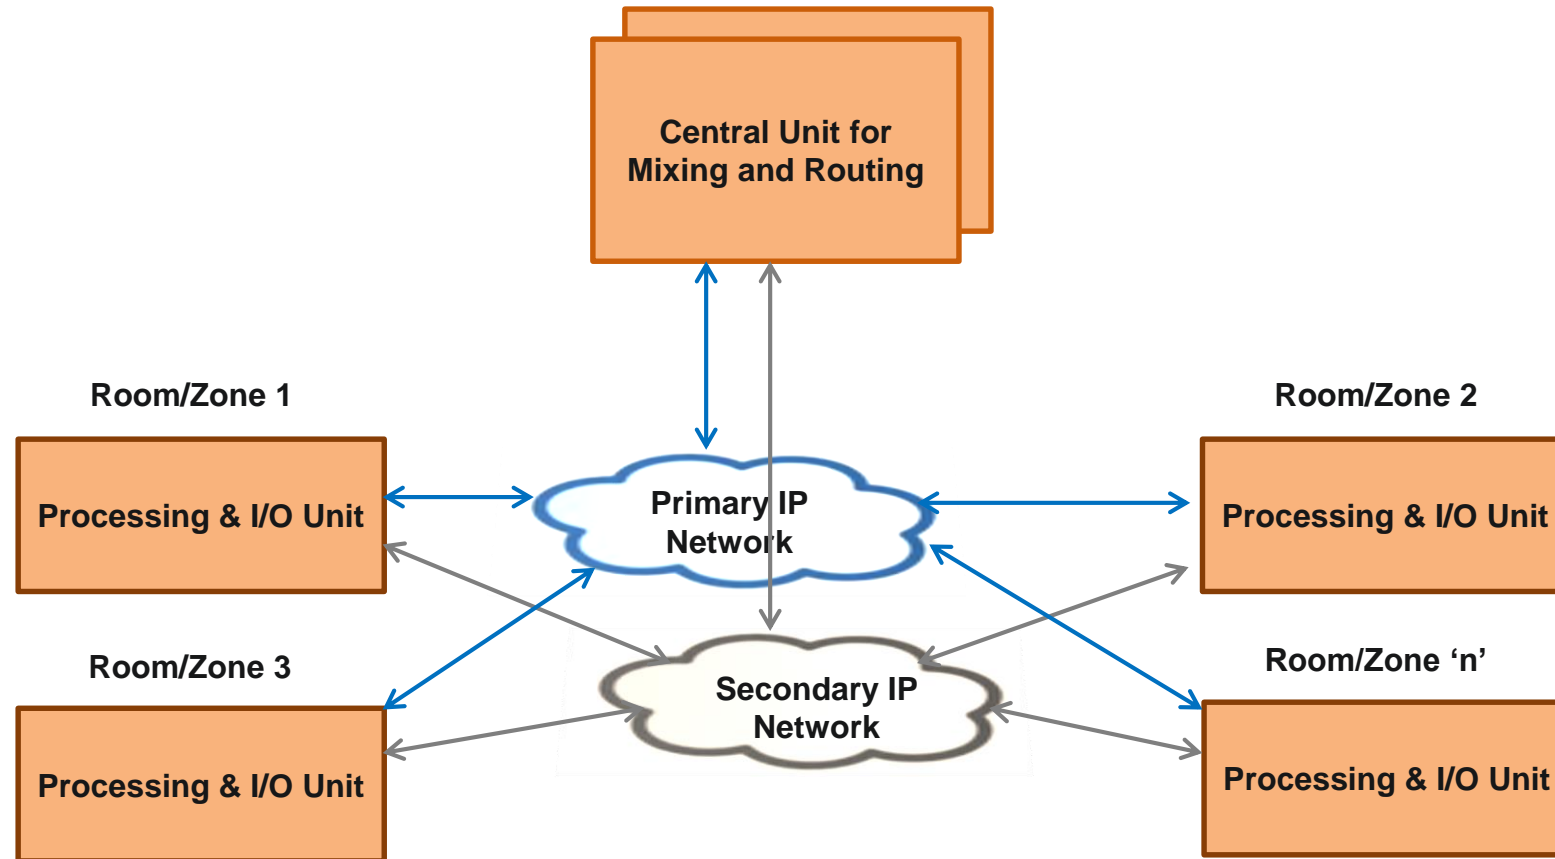 Central Unit for
Mixing and Routing
Room/Zone 1
Room/Zone 2
Processing & I/O Unit
Primary IP
Network
Processing & I/O Unit
Room/Zone 3
Room/Zone ‘n’
Secondary IP
Network
Processing & I/O Unit
Processing & I/O Unit